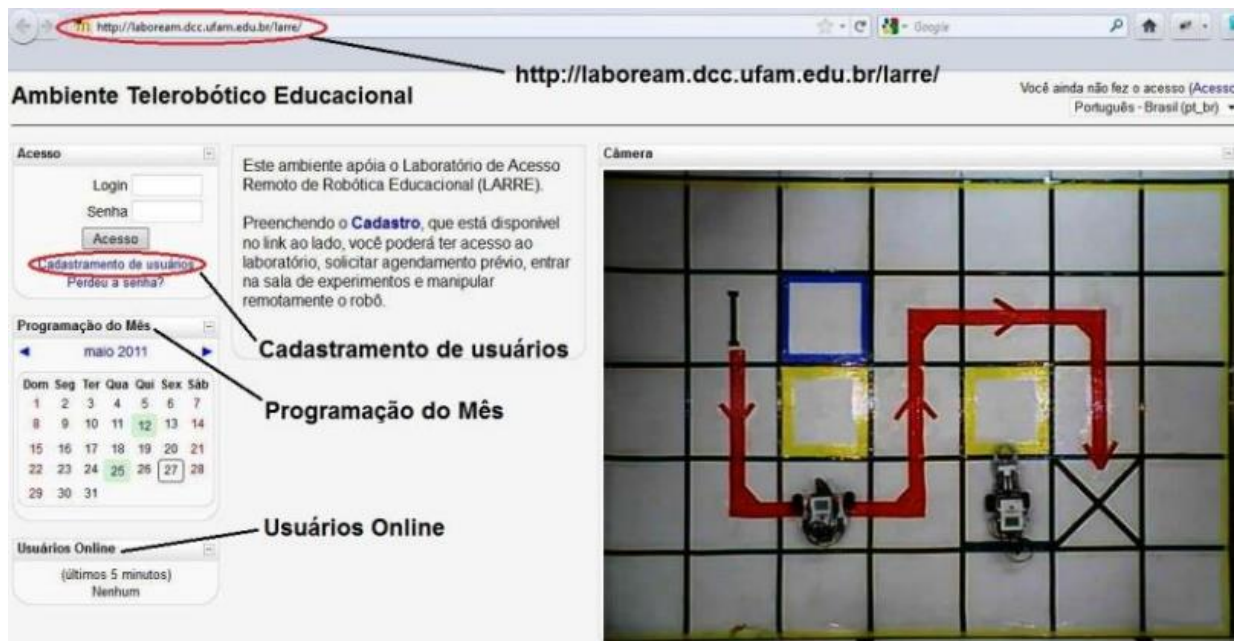 http://laboream.dcc.ufam.edu.br/larre/
Google
http://laboream.dcc.ufam.edu.br/larre/
Ambiente Telerobótico Educacional
Você ainda não fez o acesso (Acesso
Português - Brasil (pt_br)
Acesso
Login
Senha
Acesso
Cadastramento de usuários
Perdeu a senha?
Este ambiente apóia o Laboratório de Acesso
Remoto de Robótica Educacional (LARRE).
Preenchendo o Cadastro, que está disponível
no link ao lado, você poderá ter acesso ao
laboratório, solicitar agendamento prévio, entrar
na sala de experimentos e manipular
remotamente o robô.
Câmera
Cadastramento de usuários
Programação do Mês
maio 2011
Dom Seg Ter Qua Qui Sex Sáb
1 2 3 4 5 6 7
8 9 10 11 12 13 14
15 16 17 18 19 20 21
22 23 24 25 26 27 28
29 30 31
Programação do Mês
Usuários Online
Usuários Online
(últimos 5 minutos)
Nenhum